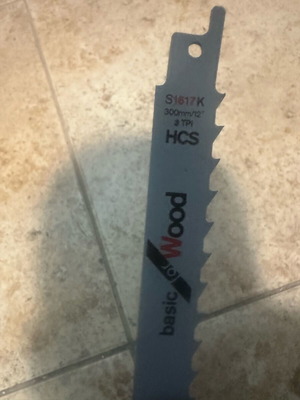 S1617K
300mm/12"
3 TPI
HCS
basic for Wood